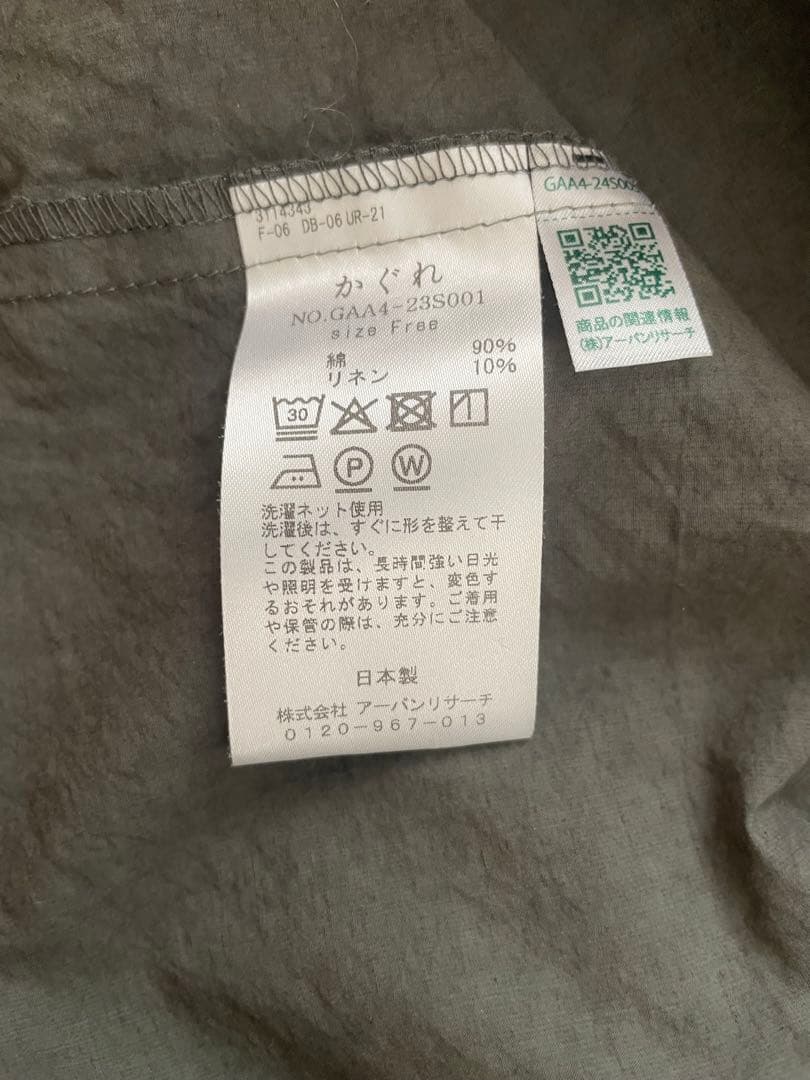 3114343
F-06 DB-06 UR-21
かぐれ
NO.GAA4-23S001
size Free
綿 90%
リネン 10%
30
P
W
洗濯ネット使用
洗濯後は、すぐに形を整えて干
してください。
この製品は、長時間強い日光
や照明を受けますと、変色す
るおそれがあります。ご着用
や保管の際は、充分にご注意
ください。
日本製
株式会社 アーバンリサーチ
0120-967-013
GAA4-24S00
商品の関連情報
(株)アーバンリサーチ